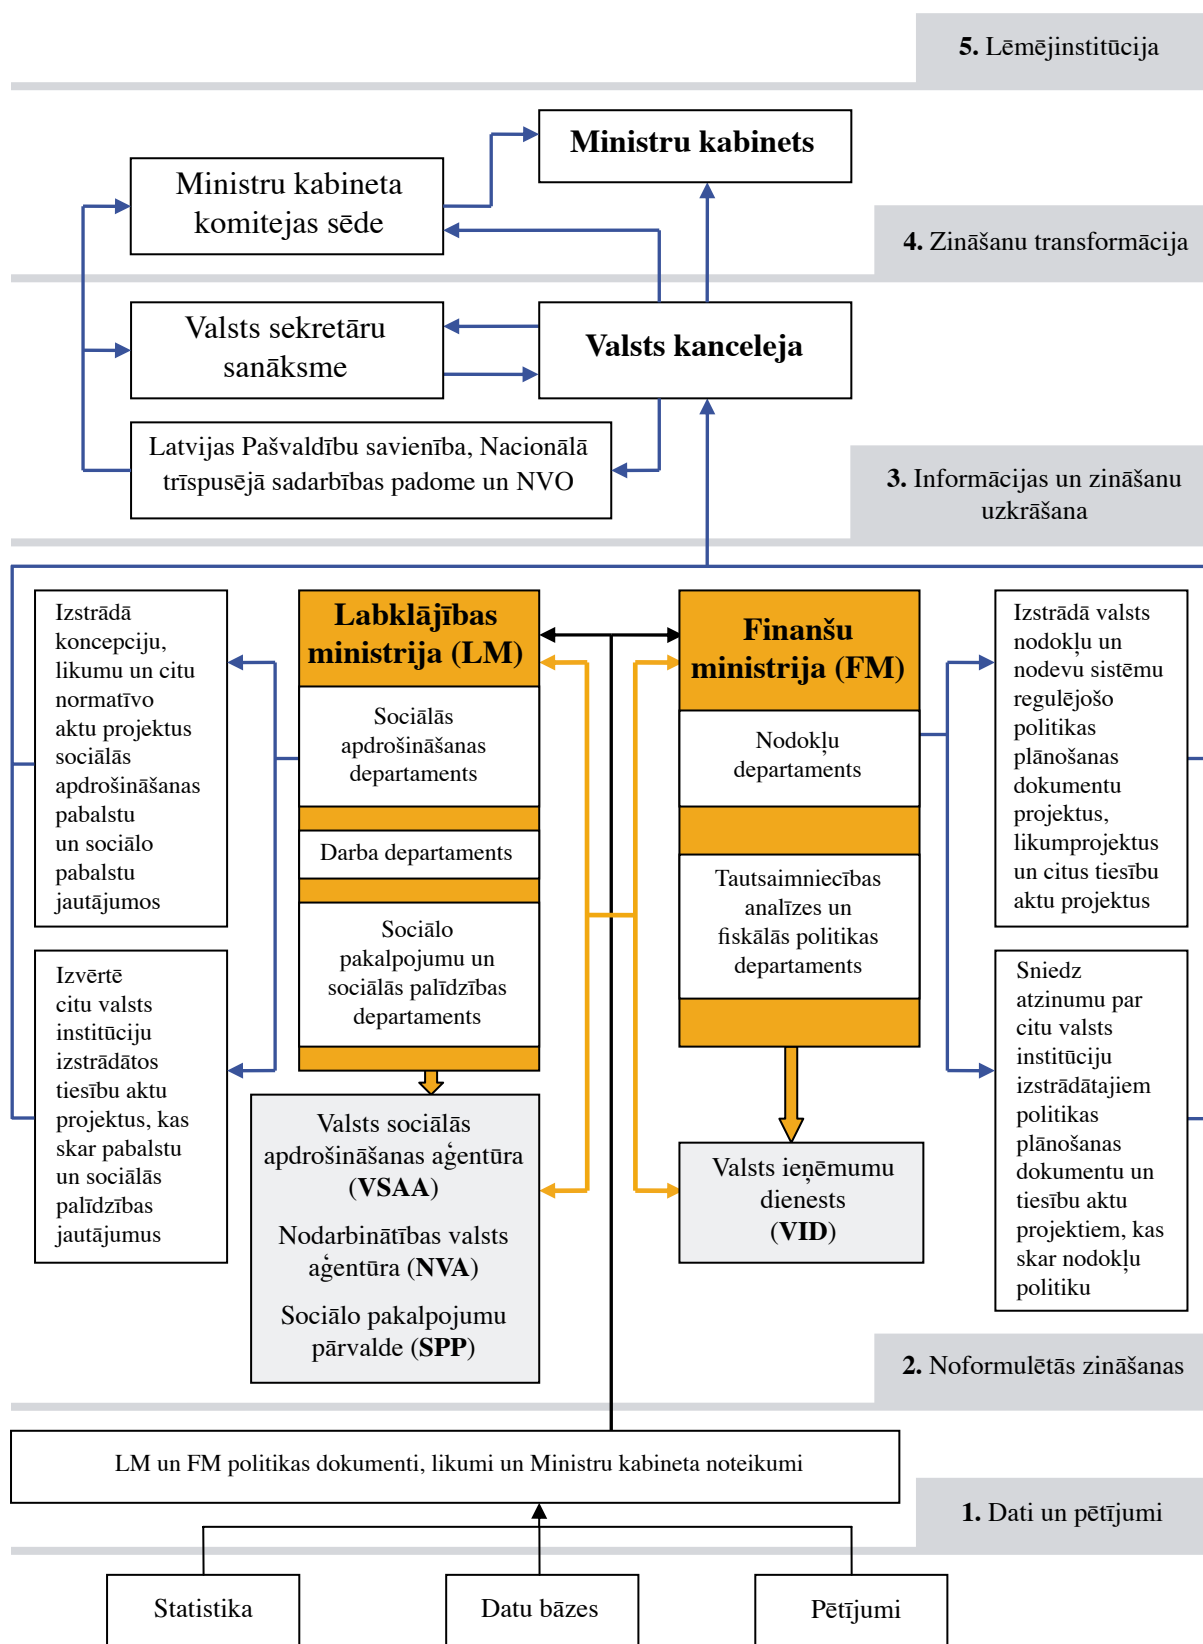 5. Lēmējinstitūcija
Ministru kabinets
Ministru kabineta
komitejas sēde
4. Zināšanu transformācija
Valsts sekretāru
sanāksme
Valsts kanceleja
Latvijas Pašvaldību savienība, Nacionālā
trīspusējā sadarbības padome un NVO
3. Informācijas un zināšanu
uzkrāšana
Izstrādā
koncepciju,
likumu un citu
normatīvo
aktu projektus
sociālās
apdrošināšanas
pabalstu
un sociālo
pabalstu
jautājumos
Izvērtē
citu valsts
institūciju
izstrādātos
tiesību aktu
projektus, kas
skar pabalstu
un sociālās
palīdzības
jautājumus
Labklājības
ministrija (LM)
Sociālās
apdrošināšanas
departaments
Darba departaments
Sociālo
pakalpojumu un
sociālās palīdzības
departaments
Valsts sociālās
apdrošināšanas aģentūra
(VSAA)
Nodarbinātības valsts
aģentūra (NVA)
Sociālo pakalpojumu
pārvalde (SPP)
Finanšu
ministrija (FM)
Nodokļu
departaments
Tautsaimniecības
analīzes un
fiskālās politikas
departaments
Valsts ieņēmumu
dienests
(VID)
Izstrādā valsts
nodokļu un
nodevu sistēmu
regulējošo
politikas
plānošanas
dokumentu
projektus,
likumprojektus
un citus tiesību
aktu projektus
Sniedz
atzinumu par
citu valsts
institūciju
izstrādātajiem
politikas
plānošanas
dokumentu un
tiesību aktu
projektiem, kas
skar nodokļu
politiku
2. Noformulētās zināšanas
LM un FM politikas dokumenti, likumi un Ministru kabineta noteikumi
1. Dati un pētījumi
Statistika
Datu bāzes
Pētījumi